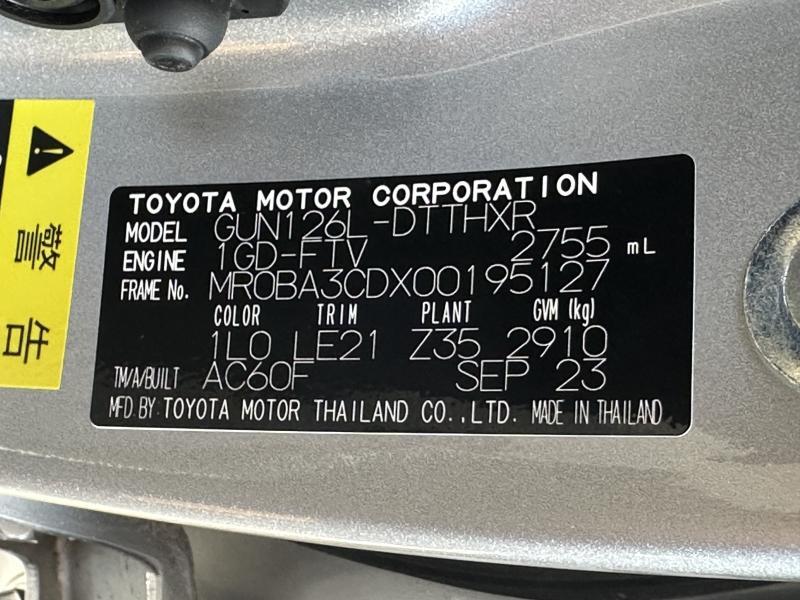 警告
TOYOTA MOTOR CORPORATION
MODEL GUN126L-DTTHXR
ENGINE 1GD-FTV 2755 mL
FRAME No. MR0BA3CDX00195127
COLOR TRIM PLANT GVM (kg)
1L0 LE21 Z35 2910
TM/A/BUILT AC60F SEP 23
MFD BY TOYOTA MOTOR THAILAND CO.,LTD. MADE IN THAILAND